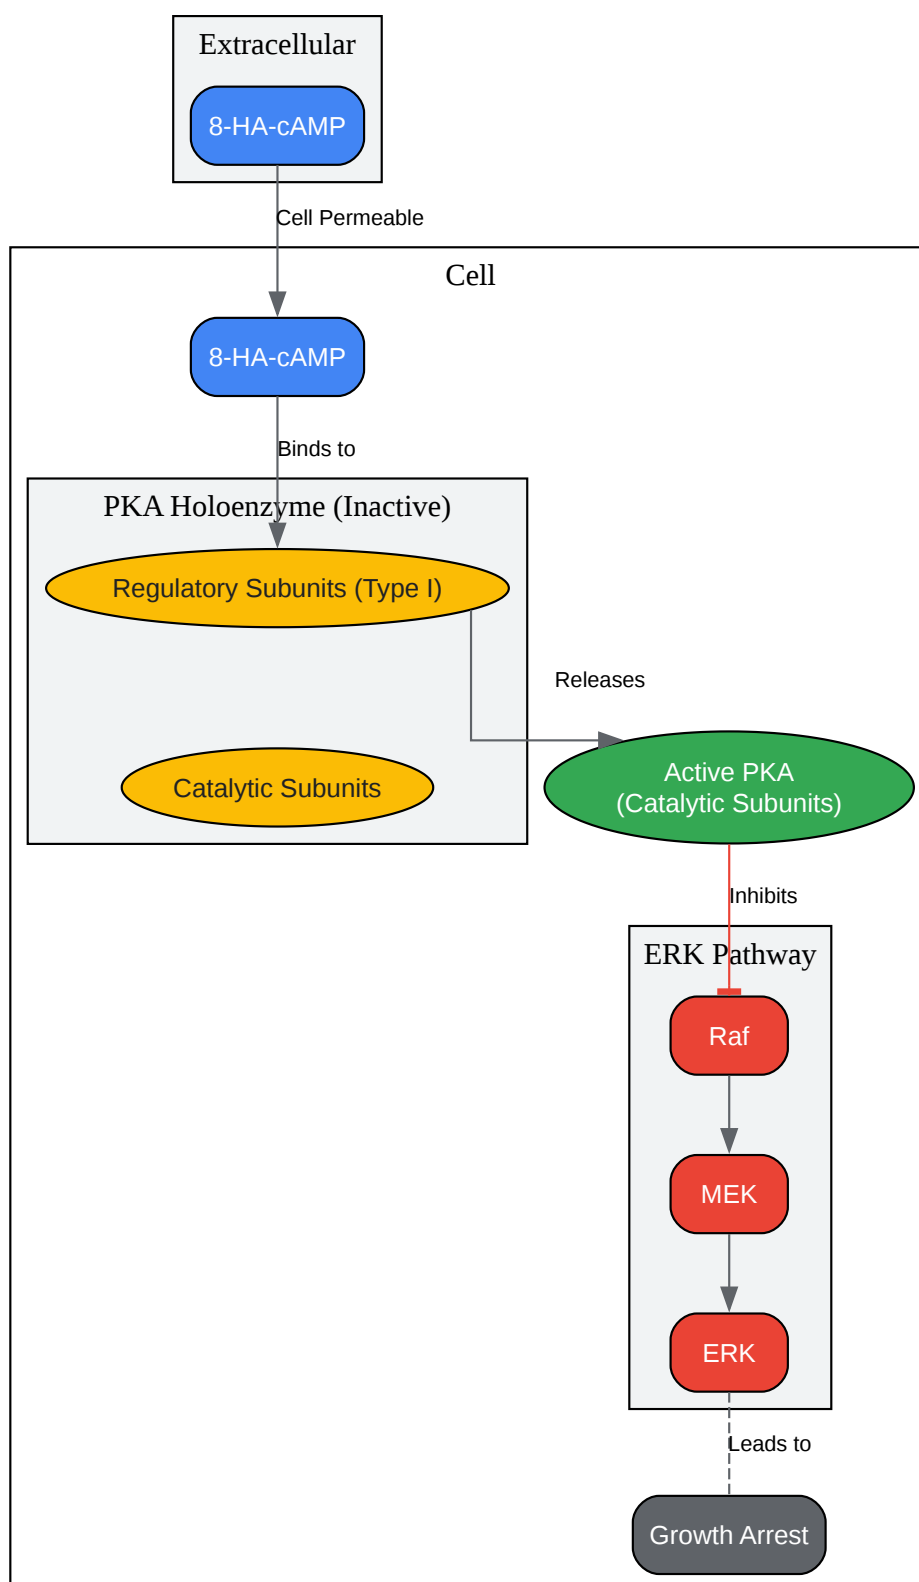 Extracellular
8-HA-cAMP
Cell Permeable
Cell
8-HA-cAMP
Binds to
PKA Holoenzyme (Inactive)
Regulatory Subunits (Type I)
Releases
Catalytic Subunits
Active PKA
(Catalytic Subunits)
Inhibits
ERK Pathway
Raf
MEK
ERK
Leads to
Growth Arrest